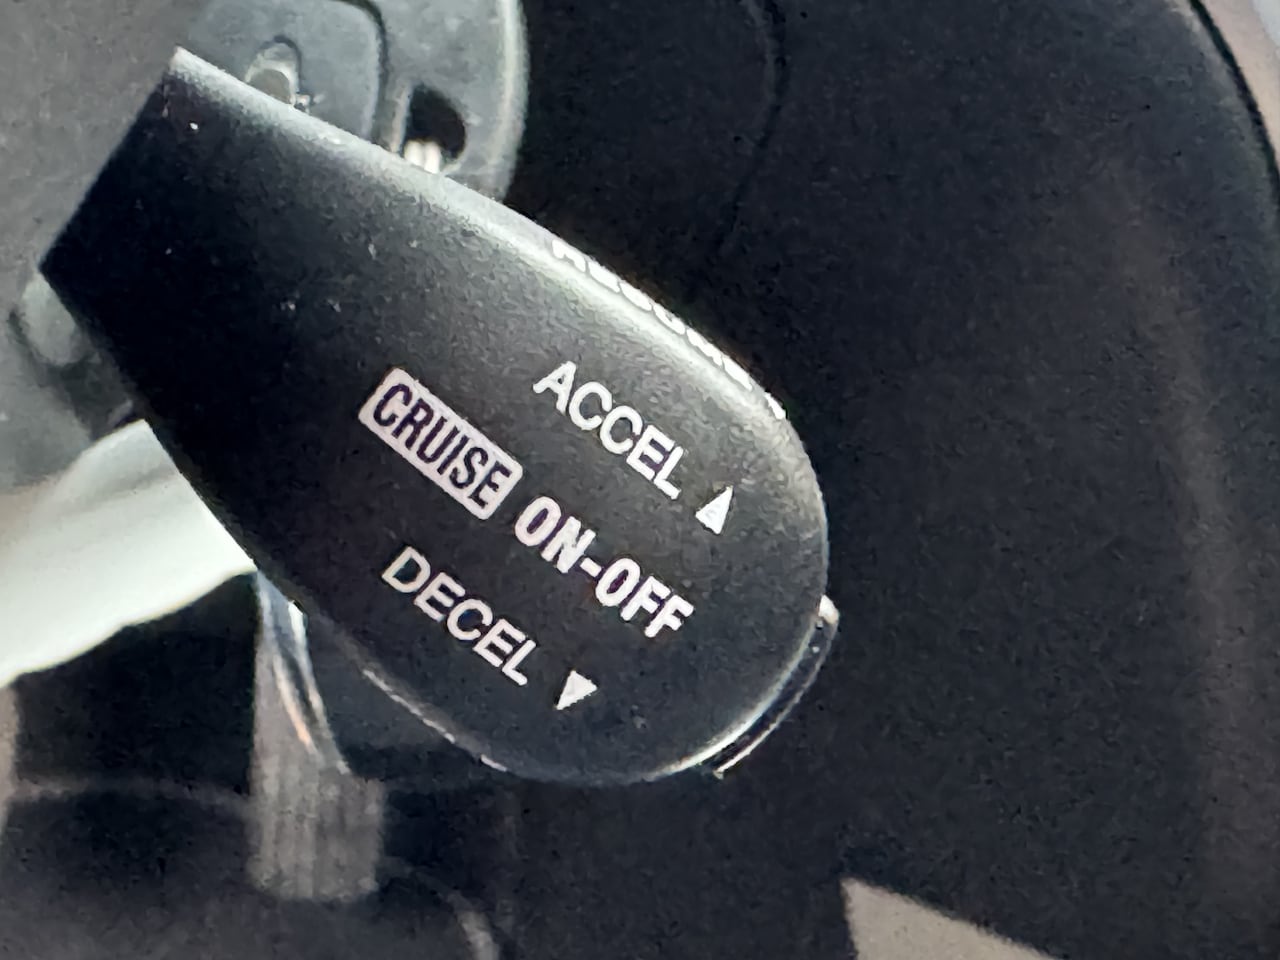 ACCEL ▲
CRUISE ON-OFF
DECEL ▼